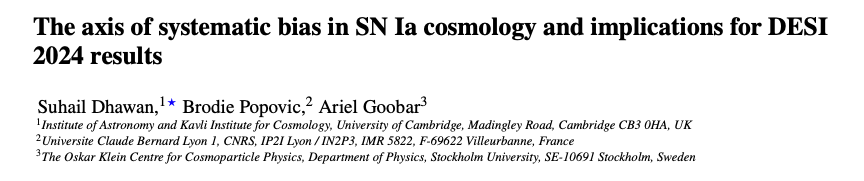 The axis of systematic bias in SN Ia cosmology and implications for DESI
2024 results
Suhail Dhawan,1★ Brodie Popovic,2 Ariel Goobar3
1Institute of Astronomy and Kavli Institute for Cosmology, University of Cambridge, Madingley Road, Cambridge CB3 0HA, UK
2Universite Claude Bernard Lyon 1, CNRS, IP2I Lyon / IN2P3, IMR 5822, F-69622 Villeurbanne, France
3The Oskar Klein Centre for Cosmoparticle Physics, Department of Physics, Stockholm University, SE-10691 Stockholm, Sweden